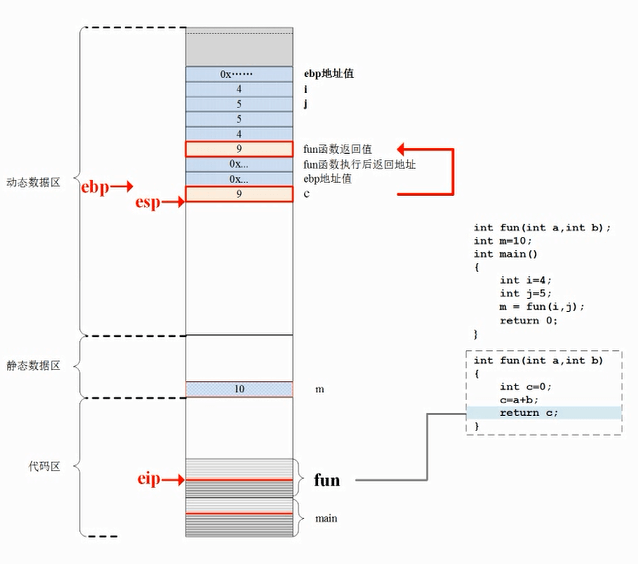 0x…… ebp地址值
4 i
5 j
5
4
9 fun函数返回值
0x... fun函数执行后返回地址
动态数据区
ebp
0x... ebp地址值
esp
9 c
int fun(int a,int b);
int m=10;
int main()
{
int i=4;
int j=5;
m = fun(i,j);
return 0;
}
静态数据区
10 m
int fun(int a,int b)
{
int c=0;
c=a+b;
return c;
}
代码区
eip
fun
main